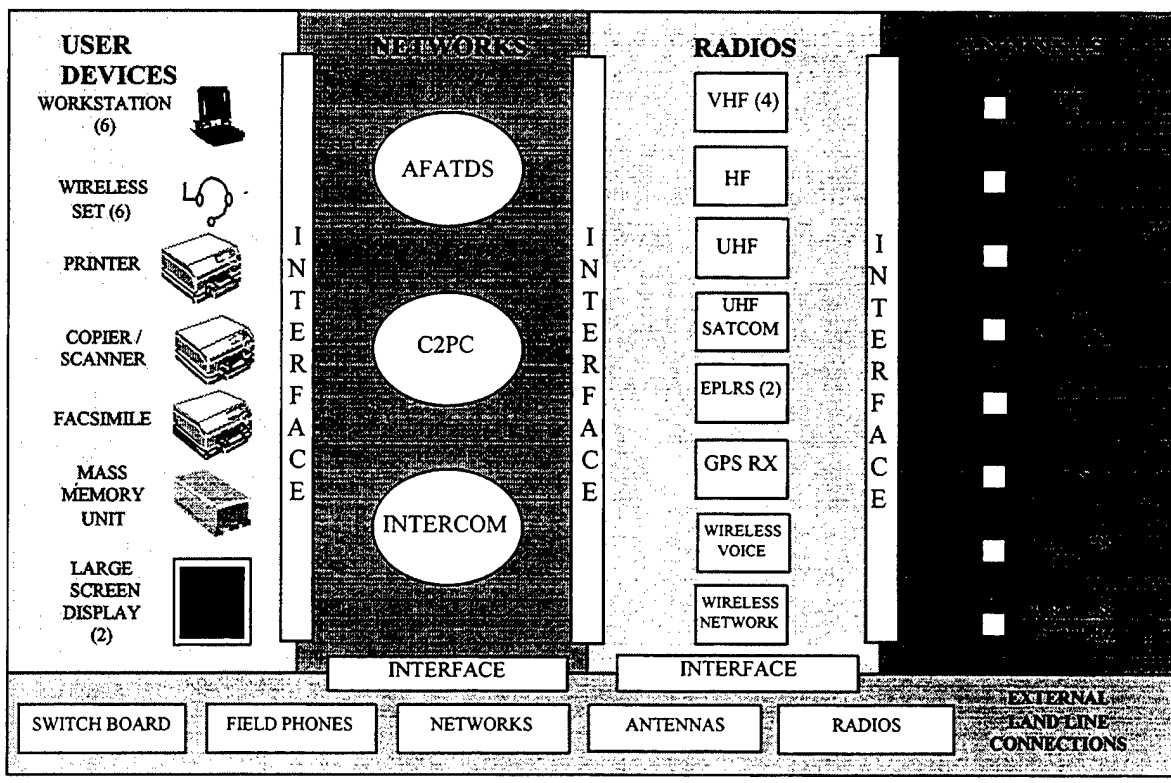 USER
DEVICES
WORKSTATION
(6)
WIRELESS
SET (6)
PRINTER
COPIER /
SCANNER
FACSIMILE
MASS
MEMORY
UNIT
LARGE
SCREEN
DISPLAY
(2)
INTERFACE
NETWORKS
AFATDS
C2PC
INTERCOM
INTERFACE
RADIOS
VHF (4)
HF
UHF
UHF
SATCOM
EPLRS (2)
GPS RX
WIRELESS
VOICE
WIRELESS
NETWORK
INTERFACE
ANTENNAS
INTERFACE
INTERFACE
SWITCH BOARD
FIELD PHONES
NETWORKS
ANTENNAS
RADIOS
EXTERNAL
LAND LINE
CONNECTIONS